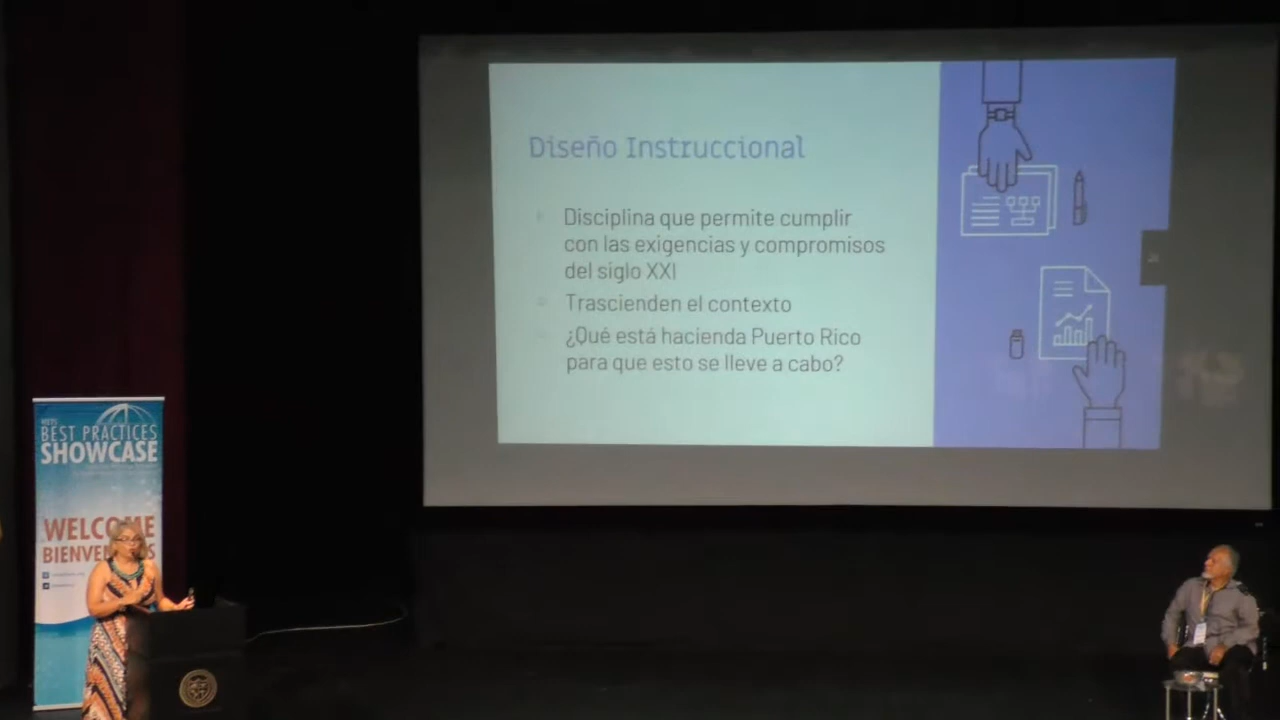 Diseño Instruccional
Disciplina que permite cumplir
con las exigencias y compromisos
del siglo XXI
Trascienden el contexto
¿Qué está hacienda Puerto Rico
para que esto se lleve a cabo?
BEST PRACTICES
SHOWCASE
WELCOME